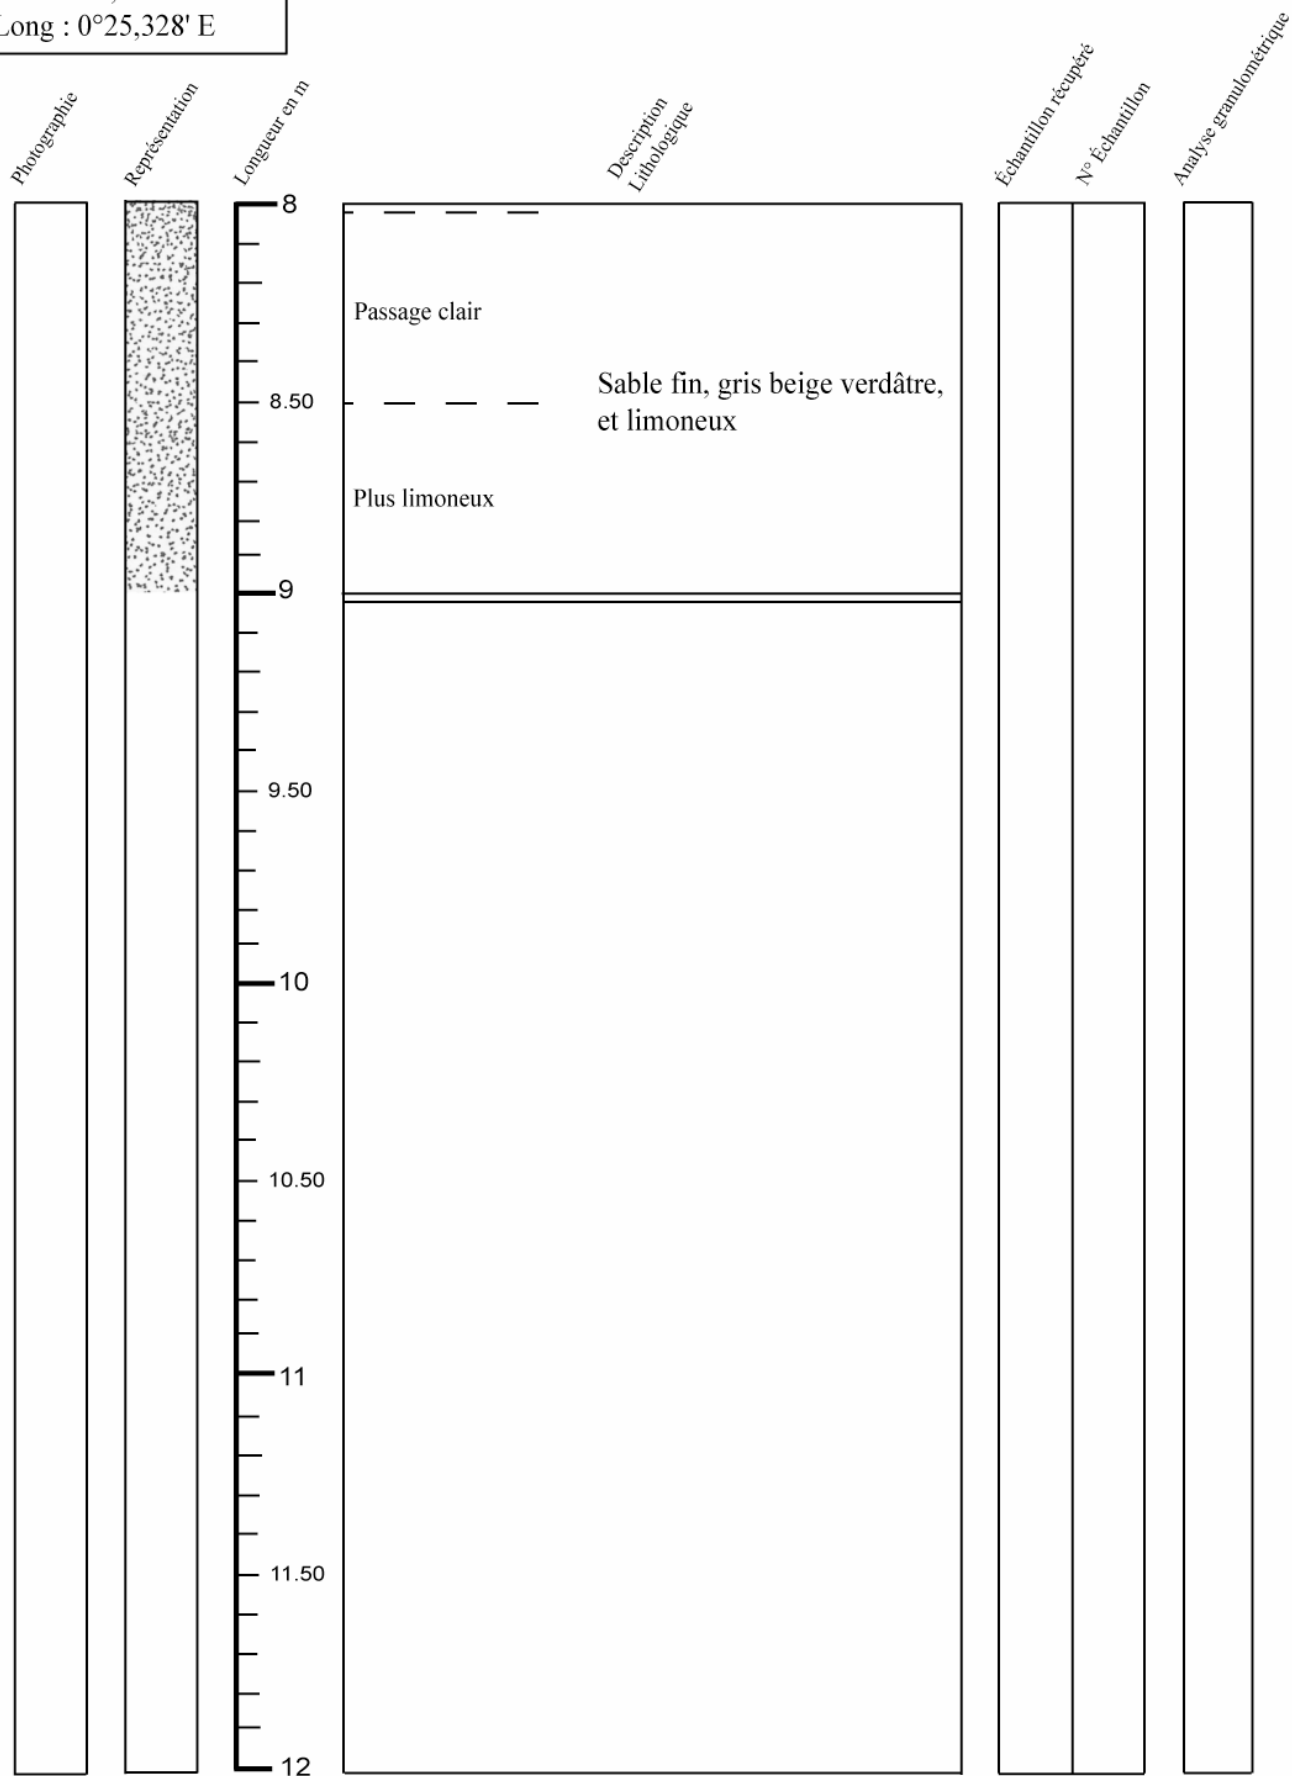 Long : 0°25,328' E
Photographie
Représentation
Longueur en m
Description
Lithologique
Échantillon récupéré
N° Échantillon
Analyse granulométrique
8
Passage clair
Sable fin, gris beige verdâtre,
et limoneux
8.50
Plus limoneux
9
9.50
10
10.50
11
11.50
12